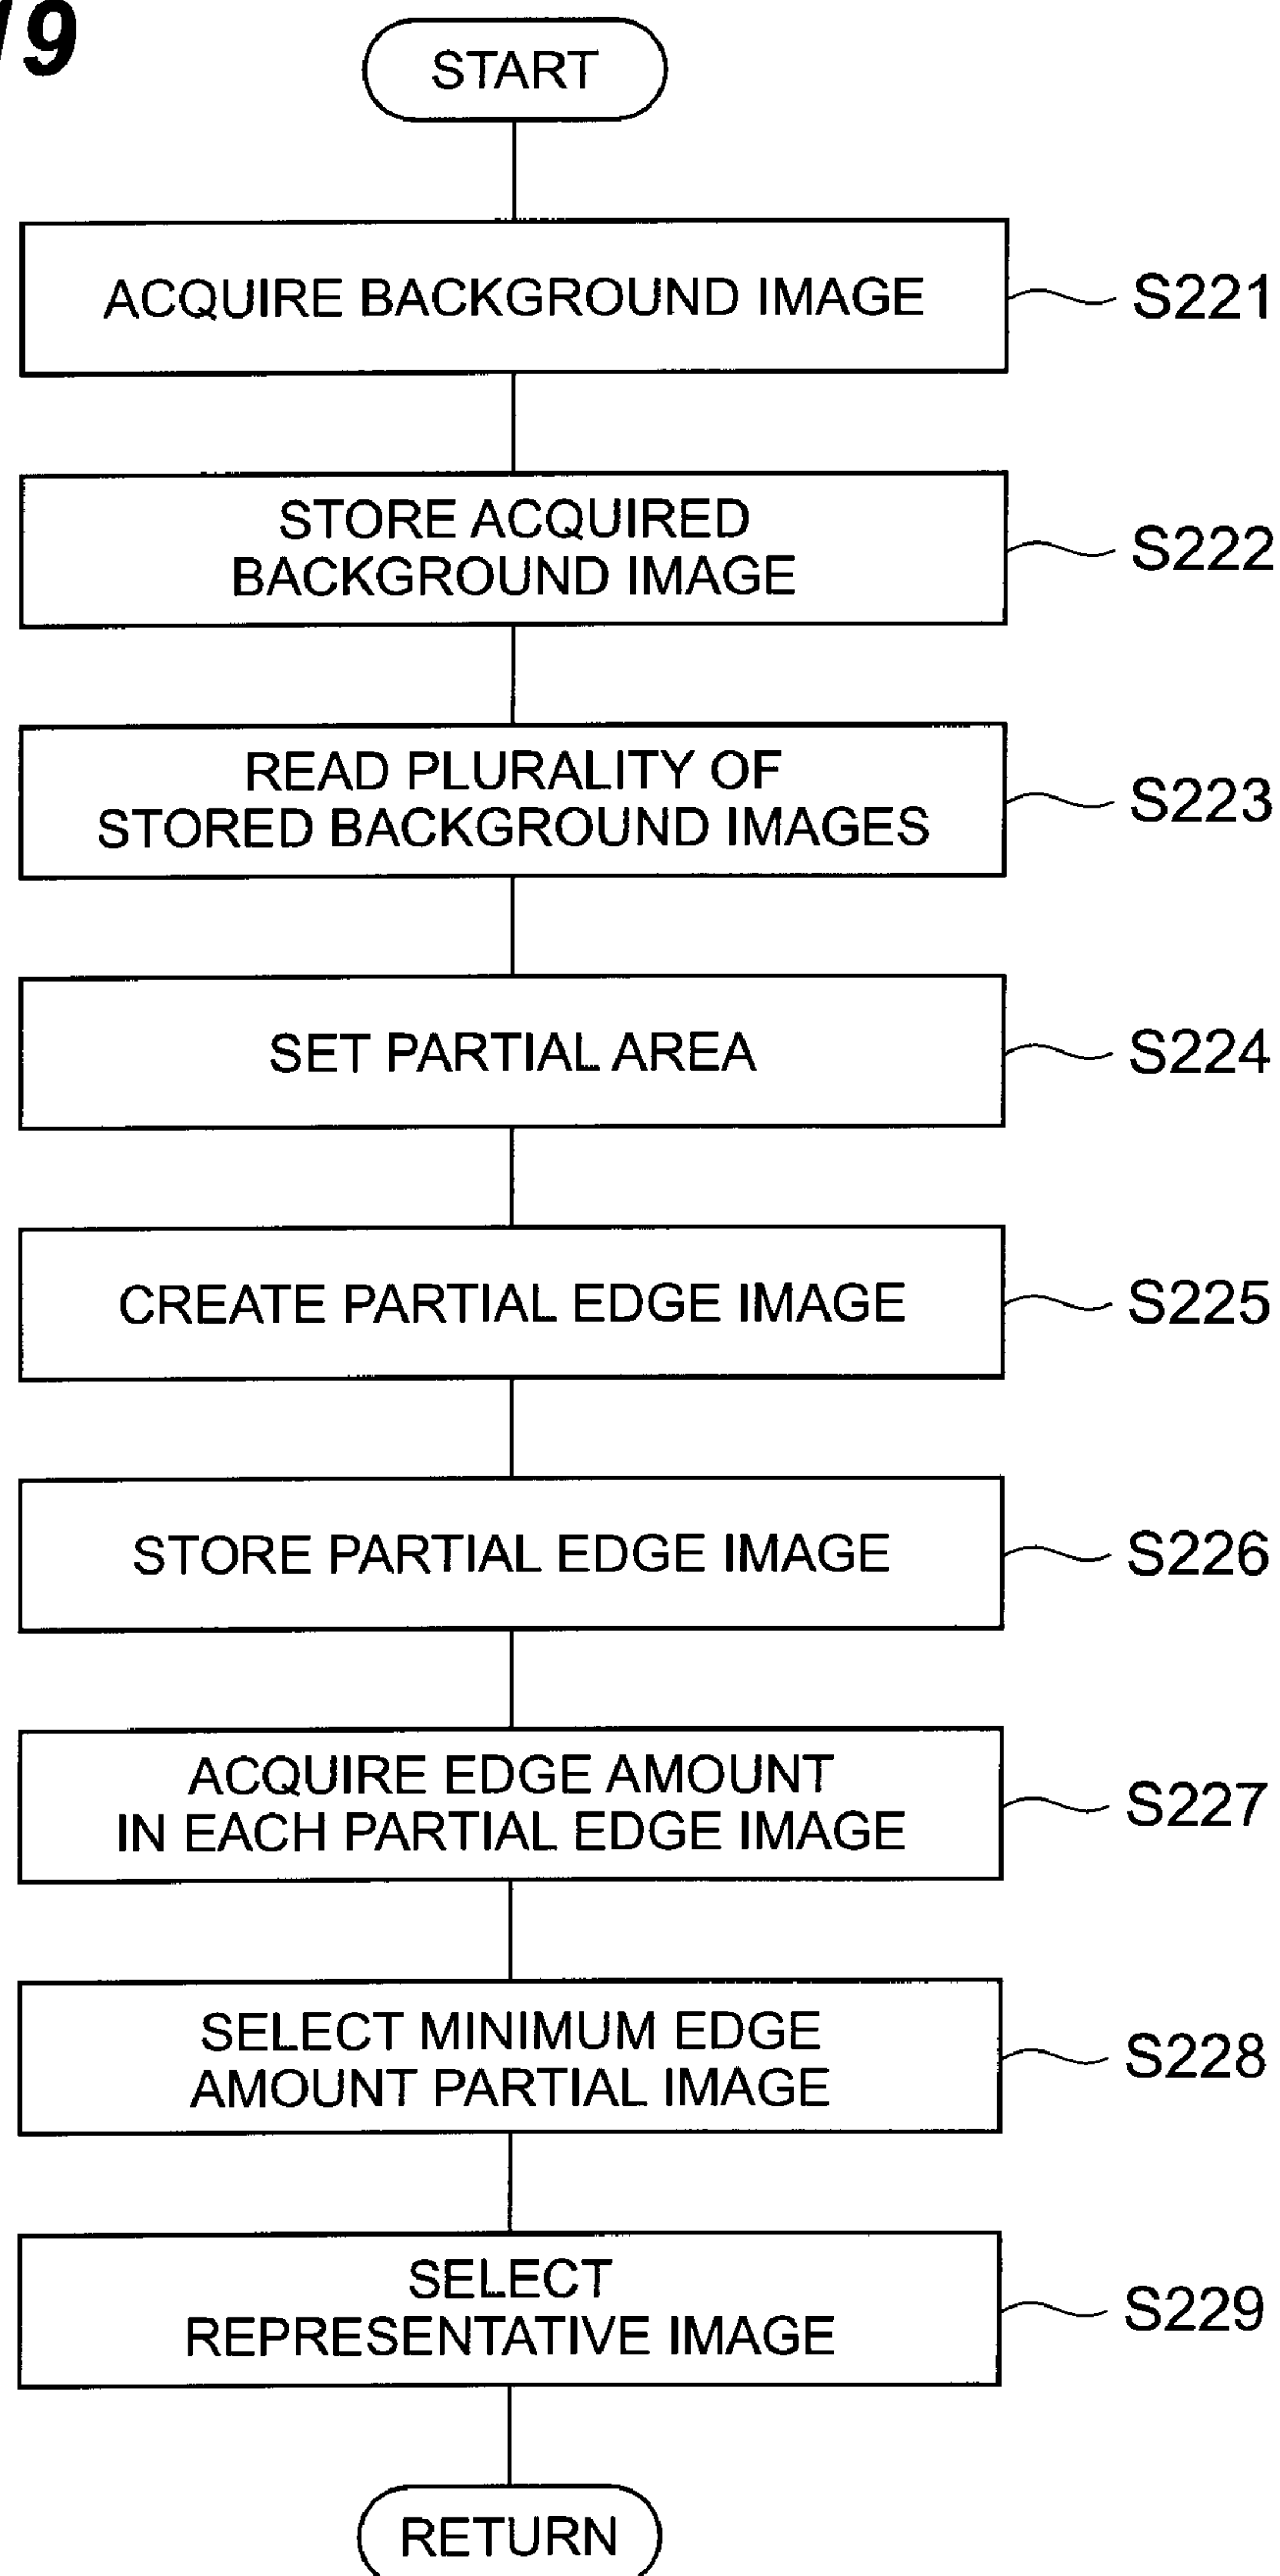 START
ACQUIRE BACKGROUND IMAGE
S221
STORE ACQUIRED
BACKGROUND IMAGE
S222
READ PLURALITY OF
STORED BACKGROUND IMAGES
S223
SET PARTIAL AREA
S224
CREATE PARTIAL EDGE IMAGE
S225
STORE PARTIAL EDGE IMAGE
S226
ACQUIRE EDGE AMOUNT
IN EACH PARTIAL EDGE IMAGE
S227
SELECT MINIMUM EDGE
AMOUNT PARTIAL IMAGE
S228
SELECT
REPRESENTATIVE IMAGE
S229
RETURN